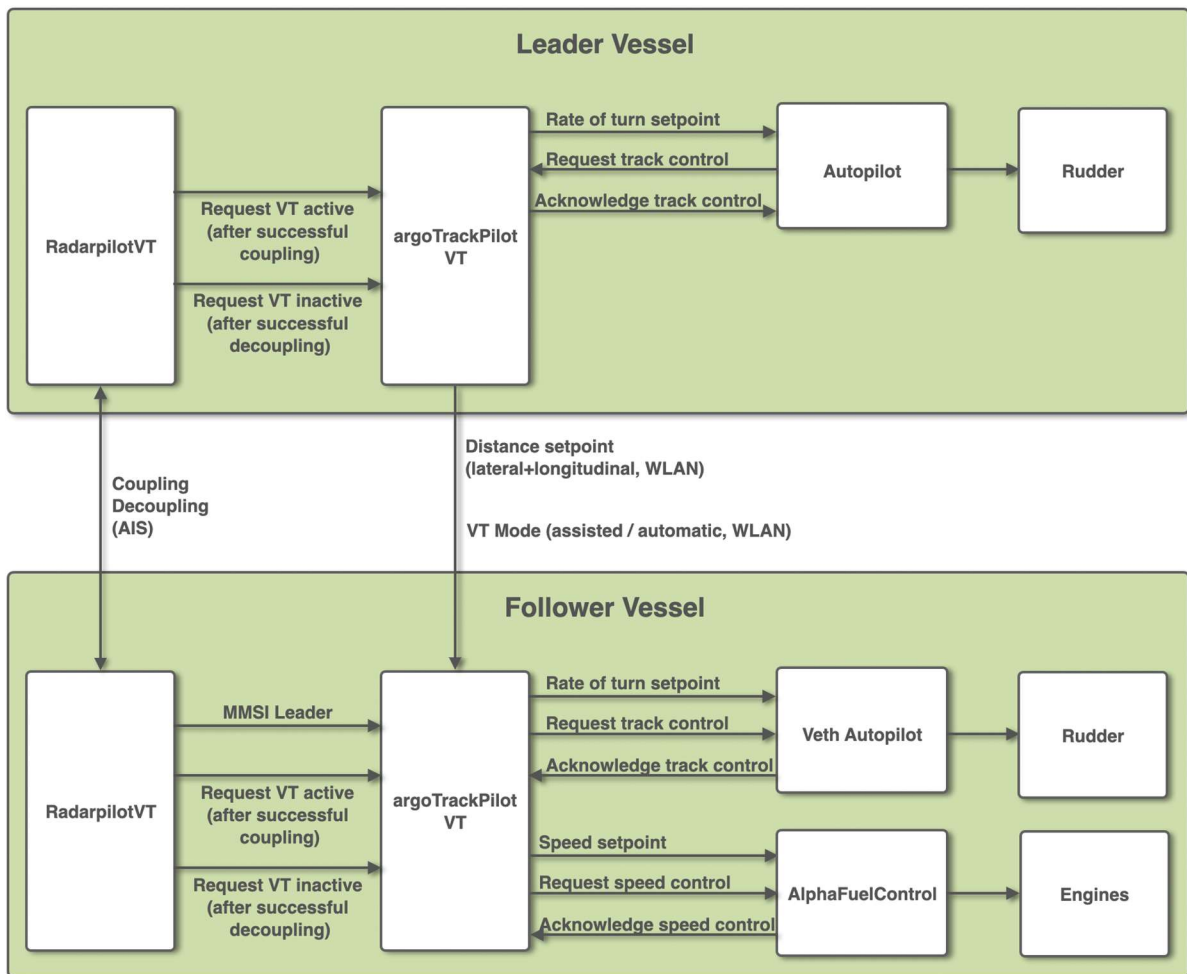 Leader Vessel
RadarpilotVT
Request VT active
(after successful
coupling)
Request VT inactive
(after successful
decoupling)
argoTrackPilot
VT
Rate of turn setpoint
Request track control
Acknowledge track control
Autopilot
Rudder
Coupling
Decoupling
(AIS)
Distance setpoint
(lateral+longitudinal, WLAN)
VT Mode (assisted / automatic, WLAN)
Follower Vessel
RadarpilotVT
MMSI Leader
Request VT active
(after successful
coupling)
Request VT inactive
(after successful
decoupling)
argoTrackPilot
VT
Rate of turn setpoint
Request track control
Acknowledge track control
Veth Autopilot
Rudder
Speed setpoint
Request speed control
Acknowledge speed control
AlphaFuelControl
Engines